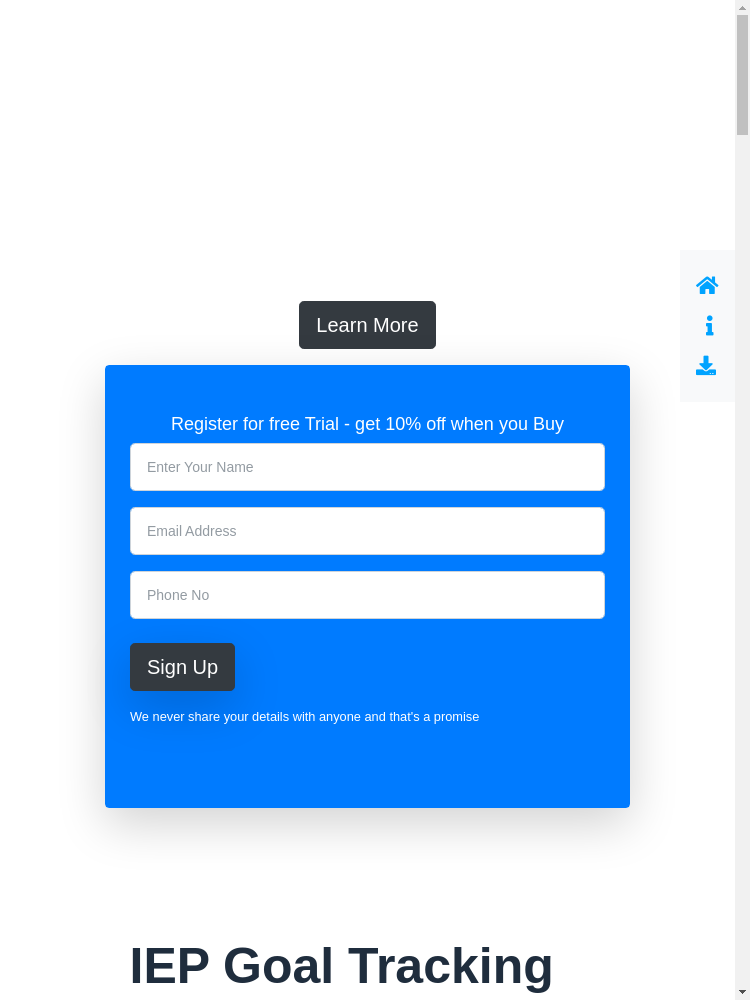 Learn More
Register for free Trial - get 10% off when you Buy
Enter Your Name
Email Address
Phone No
Sign Up
We never share your details with anyone and that's a promise
IEP Goal Tracking